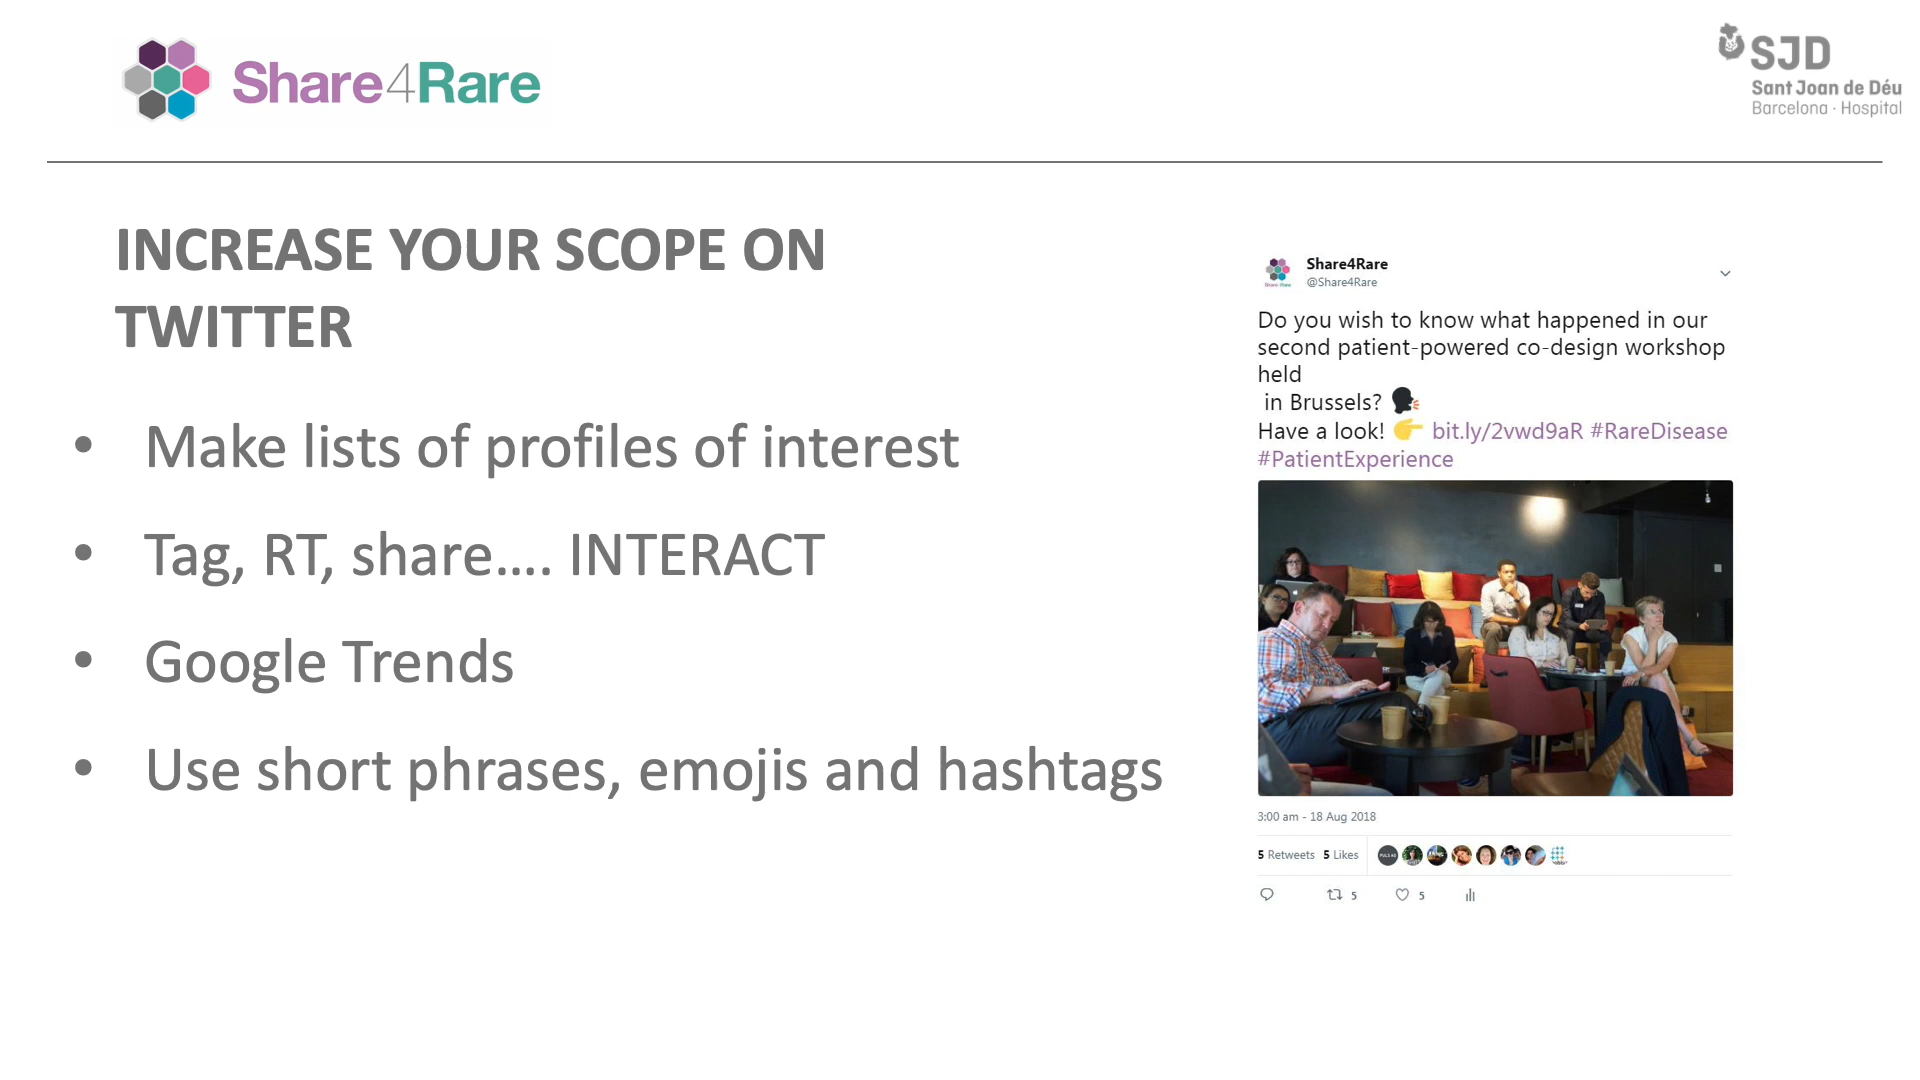 Share4Rare
SJD
Sant Joan de Déu
Barcelona · Hospital
INCREASE YOUR SCOPE ON
TWITTER
• Make lists of profiles of interest
• Tag, RT, share…. INTERACT
• Google Trends
• Use short phrases, emojis and hashtags
Share4Rare
@Share4Rare
Do you wish to know what happened in our
second patient-powered co-design workshop
held
in Brussels? 🗣
Have a look! 👉 bit.ly/2vwd9aR #RareDisease
#PatientExperience
3:00 am - 18 Aug 2018
5 Retweets 5 Likes
5 5